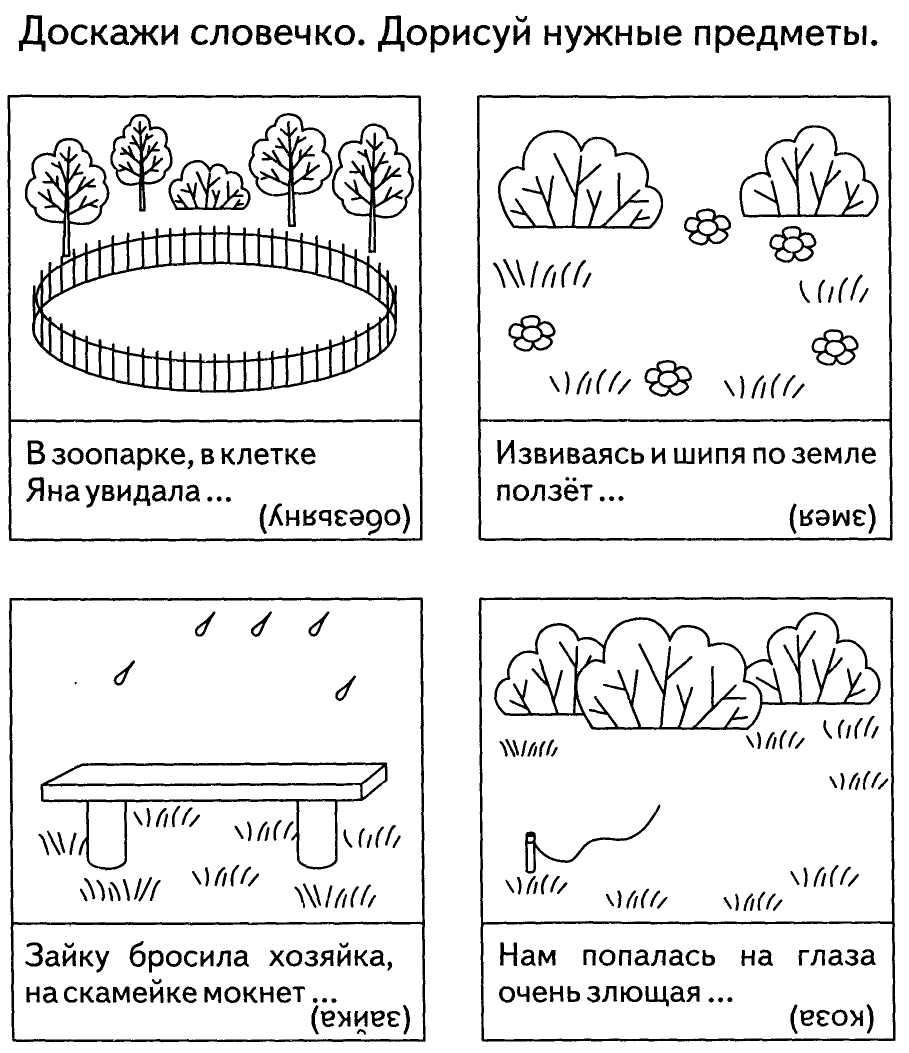 Доскажи словечко. Дорисуй нужные предметы.
В зоопарке, в клетке
Яна увидала ...
(обезьянку)
Извиваясь и шипя по земле
ползёт ...
(змея)
Зайку бросила хозяйка,
на скамейке мокнет ...
(зайка)
Нам попалась на глаза
очень злющая ...
(коза)